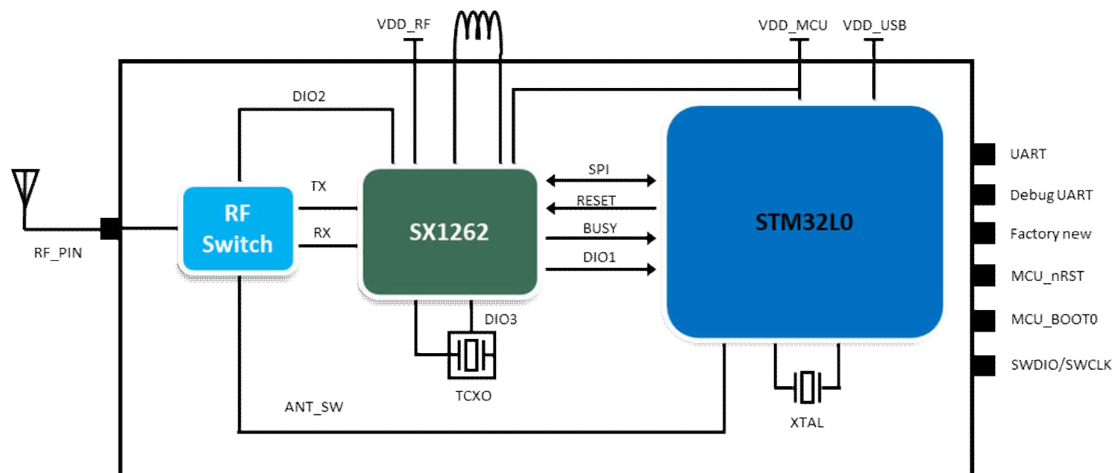 VDD_RF
VDD_MCU
VDD_USB
DIO2
UART
SPI
TX
Debug UART
RESET
RF
Switch
SX1262
STM32L0
RX
BUSY
Factory new
RF_PIN
DIO1
MCU_nRST
DIO3
MCU_BOOT0
SWDIO/SWCLK
TCXO
ANT_SW
XTAL